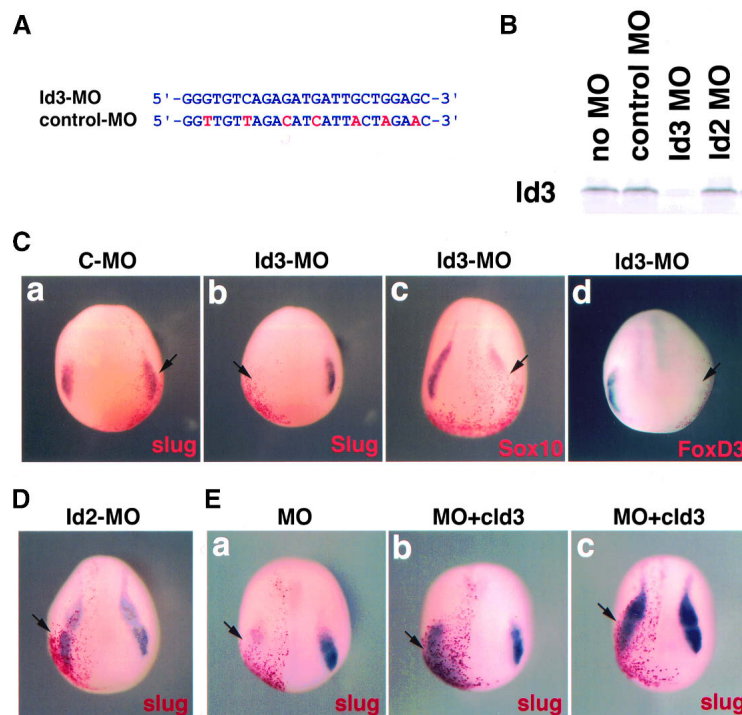 A
Id3-MO 5'-GGGTGTCAGAGATGATTGCTGGAGC-3'
control-MO 5'-GGTTGTTAGACATCATTACTAGAAC-3'
B
no MO
control MO
Id3 MO
Id2 MO
Id3
C
C-MO
Id3-MO
Id3-MO
Id3-MO
a
b
c
d
slug
Slug
Sox10
FoxD3
D
E
Id2-MO
MO
MO+cId3
MO+cId3
a
b
c
slug
slug
slug
slug